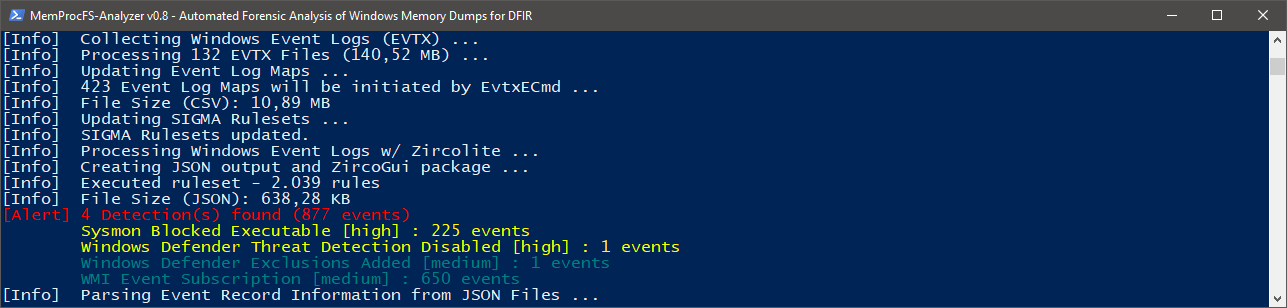 MemProcFS-Analyzer v0.8 - Automated Forensic Analysis of Windows Memory Dumps for DFIR
[Info]  Collecting Windows Event Logs (EVTX) ...
[Info]  Processing 132 EVTX Files (140,52 MB) ...
[Info]  Updating Event Log Maps ...
[Info]  423 Event Log Maps will be initiated by EvtxECmd ...
[Info]  File Size (CSV): 10,89 MB
[Info]  Updating SIGMA Rulesets ...
[Info]  SIGMA Rulesets updated.
[Info]  Processing Windows Event Logs w/ Zircolite ...
[Info]  Creating JSON output and ZircoGui package ...
[Info]  Executed ruleset - 2.039 rules
[Info]  File Size (JSON): 638,28 KB
[Alert] 4 Detection(s) found (877 events)
Sysmon Blocked Executable [high] : 225 events
Windows Defender Threat Detection Disabled [high] : 1 events
Windows Defender Exclusions Added [medium] : 1 events
WMI Event Subscription [medium] : 650 events
[Info]  Parsing Event Record Information from JSON Files ...